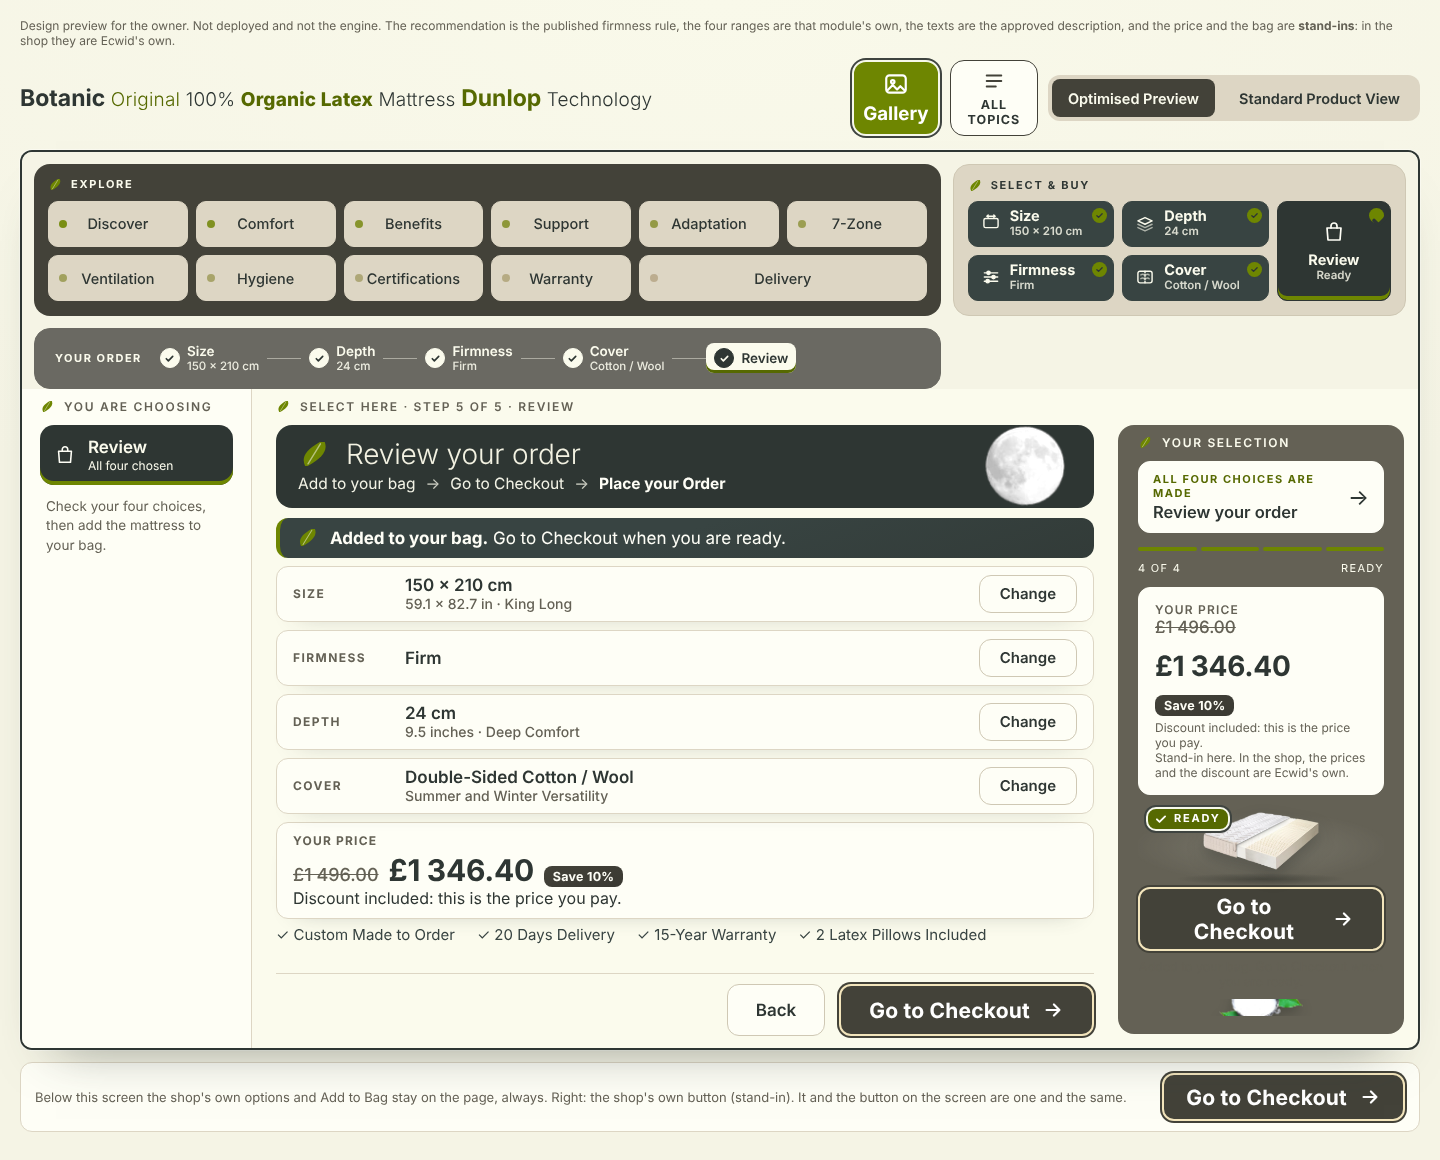 Design preview for the owner. Not deployed and not the engine. The recommendation is the published firmness rule, the four ranges are that module's own, the texts are the approved description, and the price and the bag are stand-ins: in the
shop they are Ecwid's own.
Botanic Original 100% Organic Latex Mattress Dunlop Technology
Gallery
ALL
TOPICS
Optimised Preview
Standard Product View
EXPLORE
Discover
Comfort
Benefits
Support
Adaptation
7-Zone
Ventilation
Hygiene
Certifications
Warranty
Delivery
SELECT & BUY
Size
150 × 210 cm
Depth
24 cm
Firmness
Firm
Cover
Cotton / Wool
Review
Ready
YOUR ORDER
Size
150 × 210 cm
Depth
24 cm
Firmness
Firm
Cover
Cotton / Wool
Review
YOU ARE CHOOSING
Review
All four chosen
Check your four choices,
then add the mattress to
your bag.
SELECT HERE · STEP 5 OF 5 · REVIEW
Review your order
Add to your bag → Go to Checkout → Place your Order
Added to your bag. Go to Checkout when you are ready.
SIZE
150 × 210 cm
59.1 × 82.7 in · King Long
Change
FIRMNESS
Firm
Change
DEPTH
24 cm
9.5 inches · Deep Comfort
Change
COVER
Double-Sided Cotton / Wool
Summer and Winter Versatility
Change
YOUR PRICE
£1 496.00 £1 346.40 Save 10%
Discount included: this is the price you pay.
✓ Custom Made to Order ✓ 20 Days Delivery ✓ 15-Year Warranty ✓ 2 Latex Pillows Included
Back
Go to Checkout →
YOUR SELECTION
ALL FOUR CHOICES ARE
MADE
Review your order →
4 OF 4
READY
YOUR PRICE
£1 496.00
£1 346.40
Save 10%
Discount included: this is the price
you pay.
Stand-in here. In the shop, the prices
and the discount are Ecwid's own.
✓ READY
Go to
Checkout →
Below this screen the shop's own options and Add to Bag stay on the page, always. Right: the shop's own button (stand-in). It and the button on the screen are one and the same.
Go to Checkout →